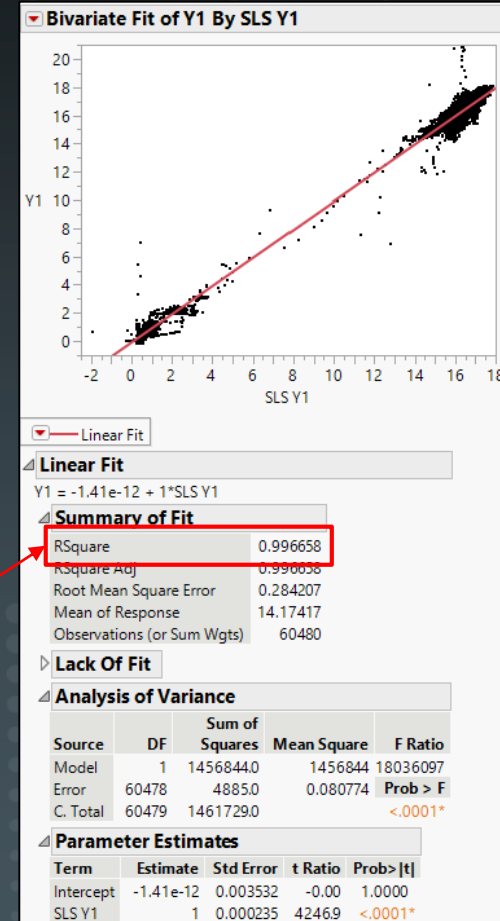 Bivariate Fit of Y1 By SLS Y1
20
18
16
14
12
Y1 10
8
6
4
2
0
-2 0 2 4 6 8 10 12 14 16 18
SLS Y1
Linear Fit
Linear Fit
Y1 = -1.41e-12 + 1*SLS Y1
Summary of Fit
RSquare 0.996658
RSquare Adj 0.996658
Root Mean Square Error 0.284207
Mean of Response 14.17417
Observations (or Sum Wgts) 60480
Lack Of Fit
Analysis of Variance
Sum of
Source DF Squares Mean Square F Ratio
Model 1 1456844.0 1456844 18036097
Error 60478 4885.0 0.080774 Prob > F
C. Total 60479 1461729.0 <.0001*
Parameter Estimates
Term Estimate Std Error t Ratio Prob>|t|
Intercept -1.41e-12 0.003532 -0.00 1.0000
SLS Y1 1 0.000235 4246.9 <.0001*